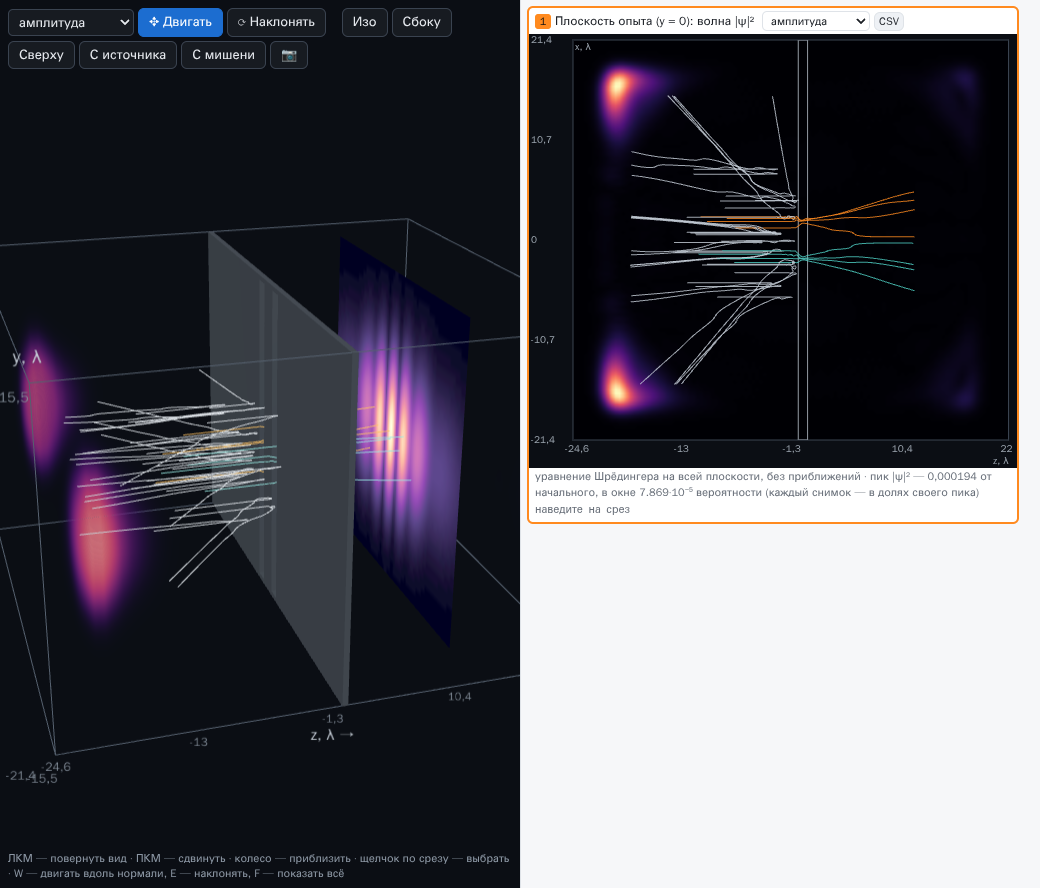 амплитуда
✥ Двигать
⟳ Наклонять
Изо
Сбоку
Сверху
С источника
С мишени
y, λ
15,5
-21,4
-24,6
-15,5
-13
-1,3
z, λ →
10,4
ЛКМ — повернуть вид · ПКМ — сдвинуть · колесо — приблизить · щелчок по срезу — выбрать
· W — двигать вдоль нормали, E — наклонять, F — показать всё
1 Плоскость опыта (y = 0): волна |ψ|² амплитуда CSV
21,4
x, λ
10,7
0
-10,7
-21,4
-24,6
-13
-1,3
10,4
22
z, λ
уравнение Шрёдингера на всей плоскости, без приближений · пик |ψ|² — 0,000194 от
начального, в окне 7.869·10⁻⁵ вероятности (каждый снимок — в долях своего пика)
наведите на срез